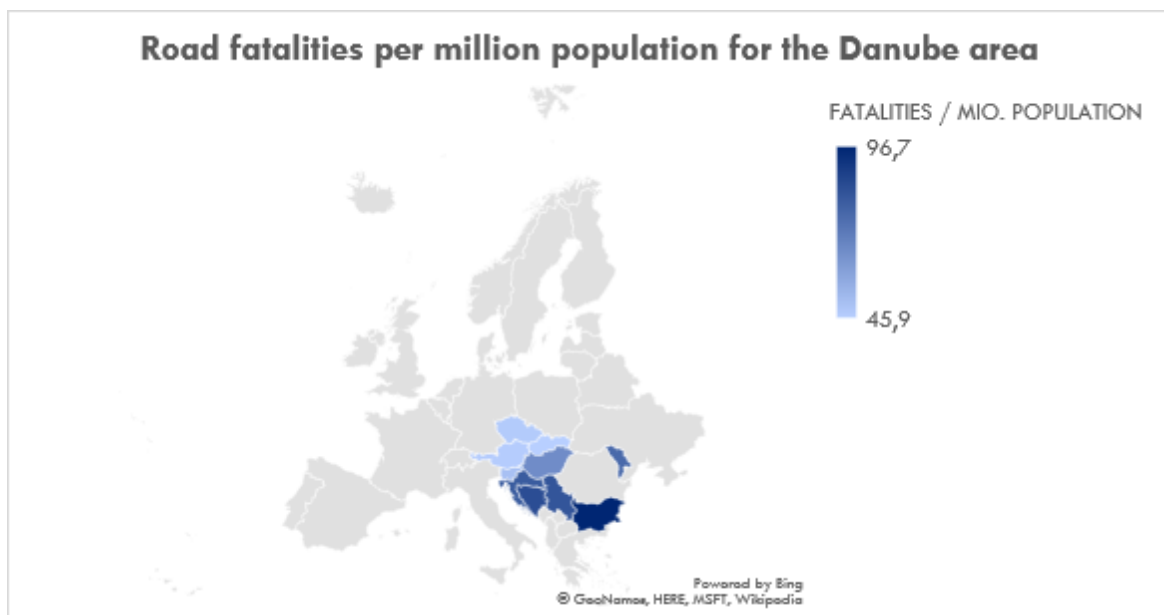 Road fatalities per million population for the Danube area
FATALITIES / MIO. POPULATION
96,7
45,9
Powered by Bing
© GeoNames, HERE, MSFT, Wikipedia